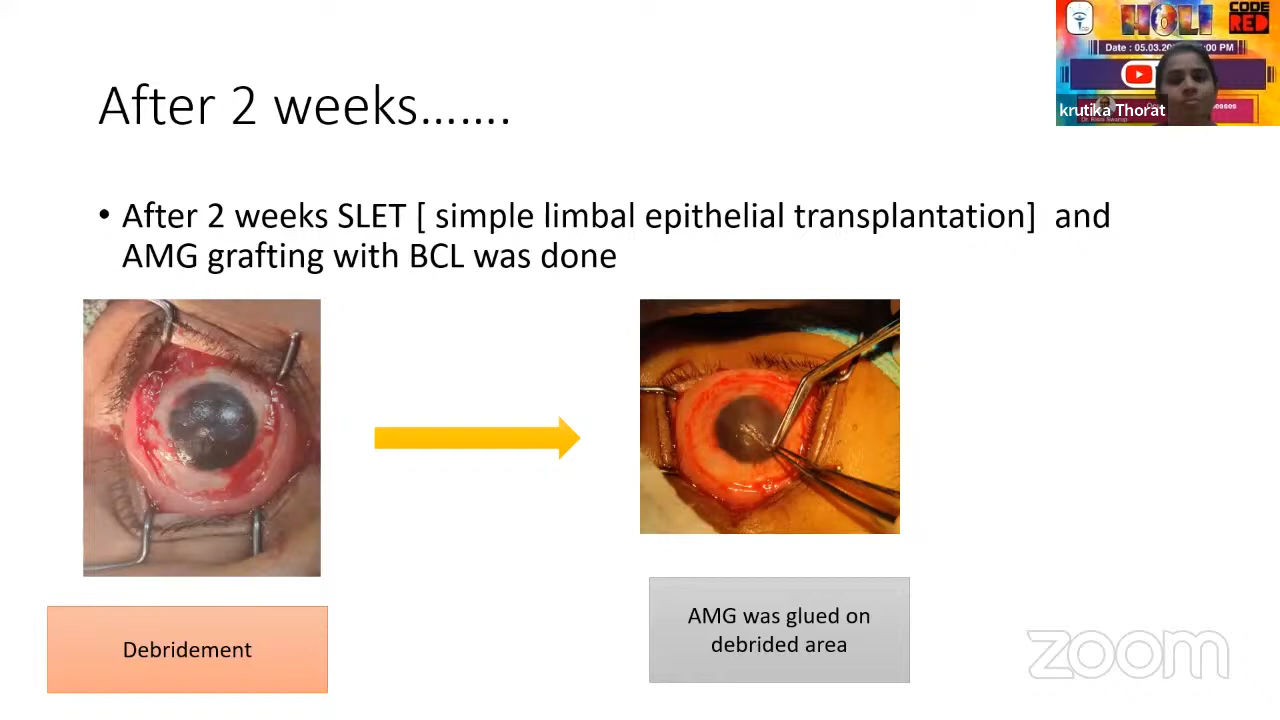 After 2 weeks…….
• After 2 weeks SLET [ simple limbal epithelial transplantation]  and
AMG grafting with BCL was done
Debridement
AMG was glued on
debrided area
HOLI
CODE
RED
krutika Thorat
zoom